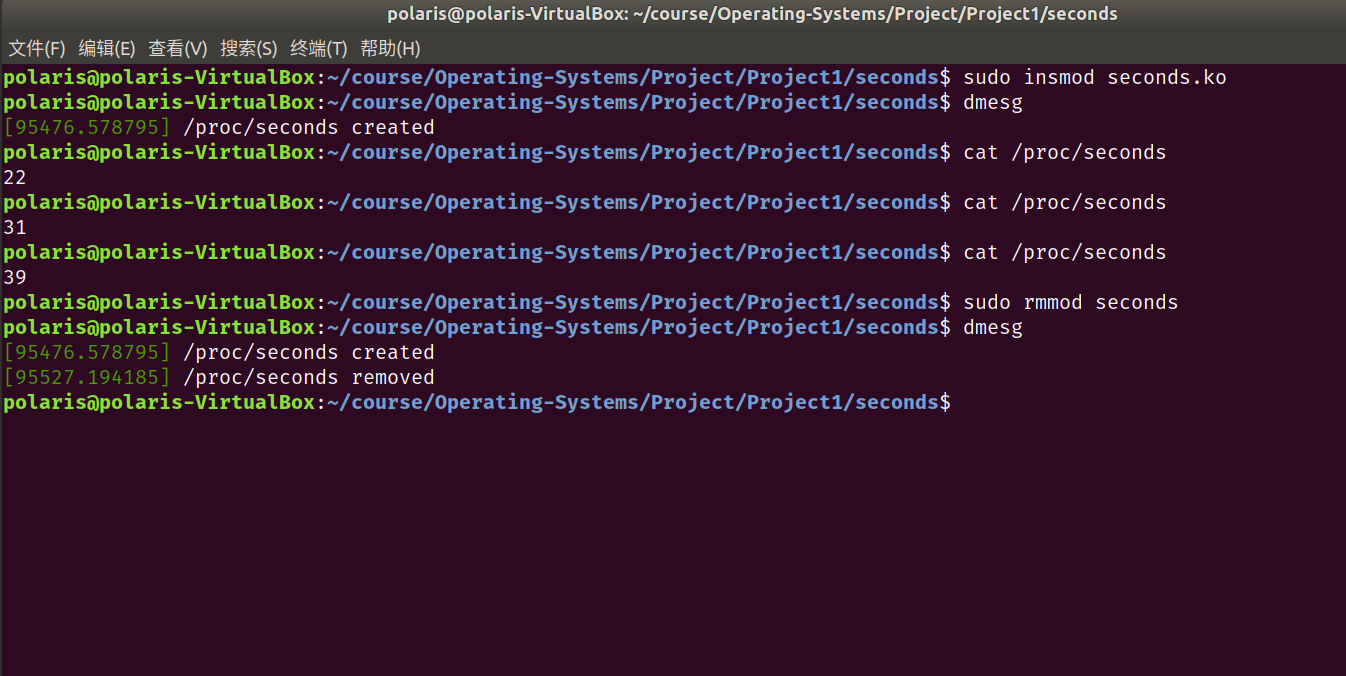 polaris@polaris-VirtualBox: ~/course/Operating-Systems/Project/Project1/seconds
文件(F) 编辑(E) 查看(V) 搜索(S) 终端(T) 帮助(H)
polaris@polaris-VirtualBox:~/course/Operating-Systems/Project/Project1/seconds$ sudo insmod seconds.ko
polaris@polaris-VirtualBox:~/course/Operating-Systems/Project/Project1/seconds$ dmesg
[95476.578795] /proc/seconds created
polaris@polaris-VirtualBox:~/course/Operating-Systems/Project/Project1/seconds$ cat /proc/seconds
22
polaris@polaris-VirtualBox:~/course/Operating-Systems/Project/Project1/seconds$ cat /proc/seconds
31
polaris@polaris-VirtualBox:~/course/Operating-Systems/Project/Project1/seconds$ cat /proc/seconds
39
polaris@polaris-VirtualBox:~/course/Operating-Systems/Project/Project1/seconds$ sudo rmmod seconds
polaris@polaris-VirtualBox:~/course/Operating-Systems/Project/Project1/seconds$ dmesg
[95476.578795] /proc/seconds created
[95527.194185] /proc/seconds removed
polaris@polaris-VirtualBox:~/course/Operating-Systems/Project/Project1/seconds$